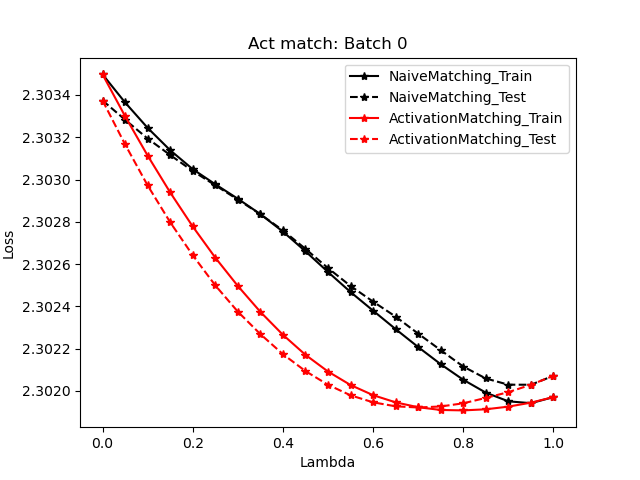 Act match: Batch 0
NaiveMatching_Train
NaiveMatching_Test
ActivationMatching_Train
ActivationMatching_Test
Loss
2.3034
2.3032
2.3030
2.3028
2.3026
2.3024
2.3022
2.3020
0.0 0.2 0.4 0.6 0.8 1.0
Lambda